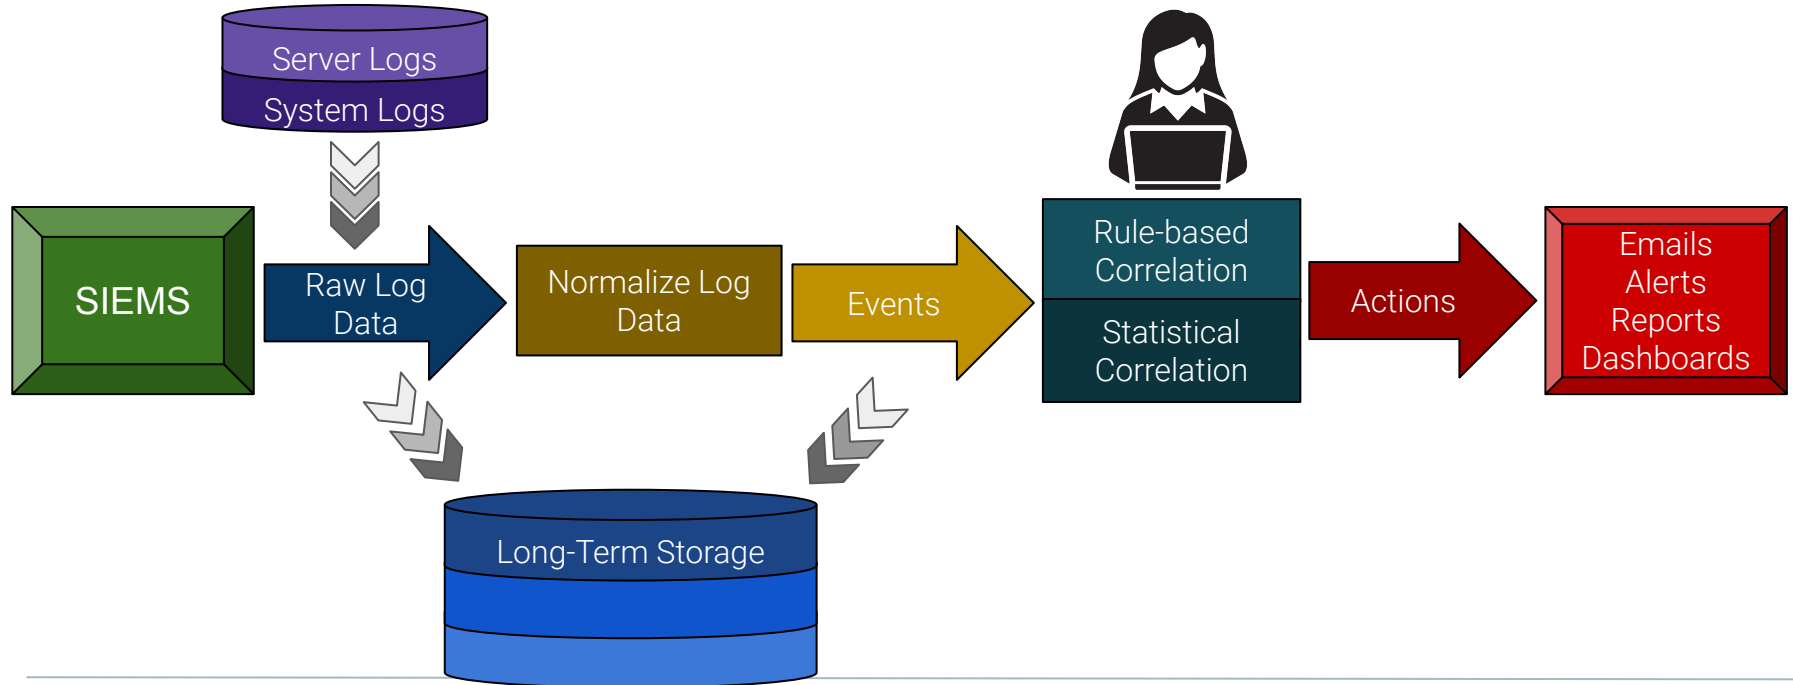 Server Logs
System Logs
SIEMS
Raw Log
Data
Normalize Log
Data
Events
Rule-based
Correlation
Statistical
Correlation
Actions
Emails
Alerts
Reports
Dashboards
Long-Term Storage